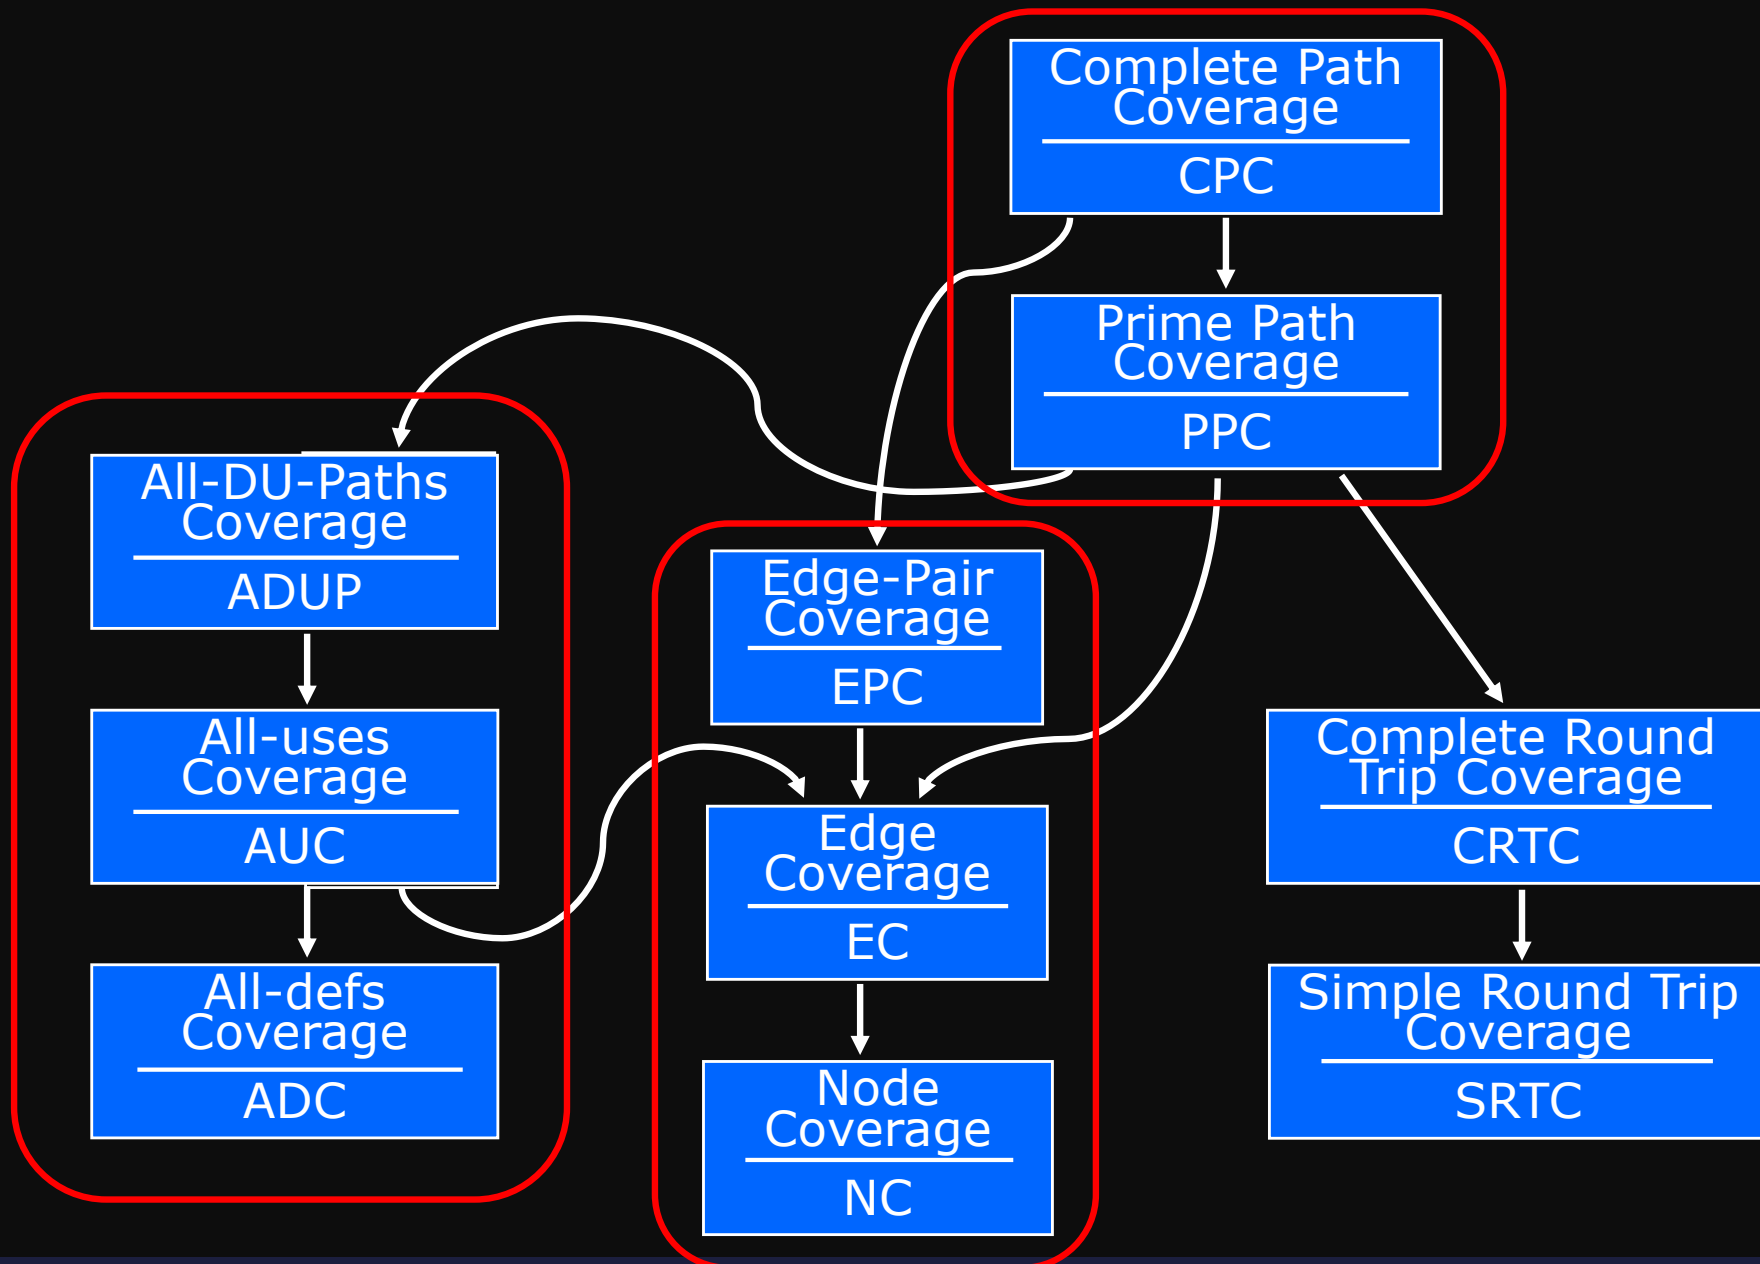 Complete Path
Coverage
CPC
Prime Path
Coverage
PPC
All-DU-Paths
Coverage
ADUP
Edge-Pair
Coverage
EPC
All-uses
Coverage
AUC
Edge
Coverage
EC
Complete Round
Trip Coverage
CRTC
All-defs
Coverage
ADC
Node
Coverage
NC
Simple Round Trip
Coverage
SRTC